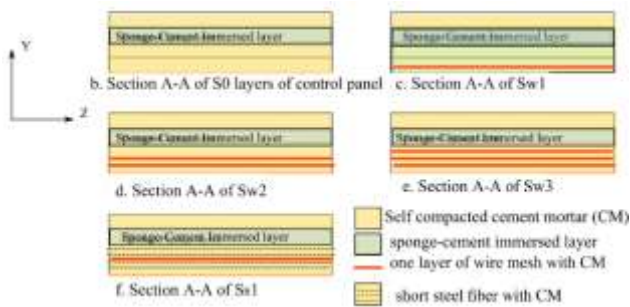 Y
Z
Sponge-Cement Immersed layer
Sponge-Cement Immersed layer
b. Section A-A of S0 layers of control panel
c. Section A-A of Sw1
Sponge-Cement Immersed layer
Sponge-Cement Immersed layer
d. Section A-A of Sw2
e. Section A-A of Sw3
Sponge-Cement Immersed layer
f. Section A-A of Ss1
Self compacted cement mortar (CM)
sponge-cement immersed layer
one layer of wire mesh with CM
short steel fiber with CM